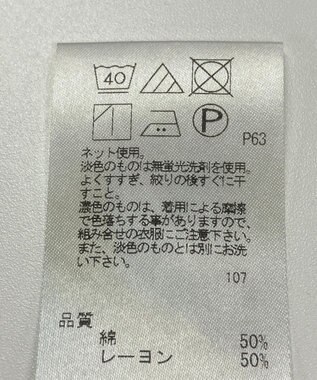 40
P
P63
ネット使用。
淡色のものは無蛍光洗剤を使用。
よくすすぎ、絞りの後すぐに干
すこと。
濃色のものは、着用による摩擦
で色落ちする事がありますので、
組み合せの衣服にご注意下さい。
また、淡色のものとは別にお洗
い下さい。
107
品質
綿 50%
レーヨン 50%